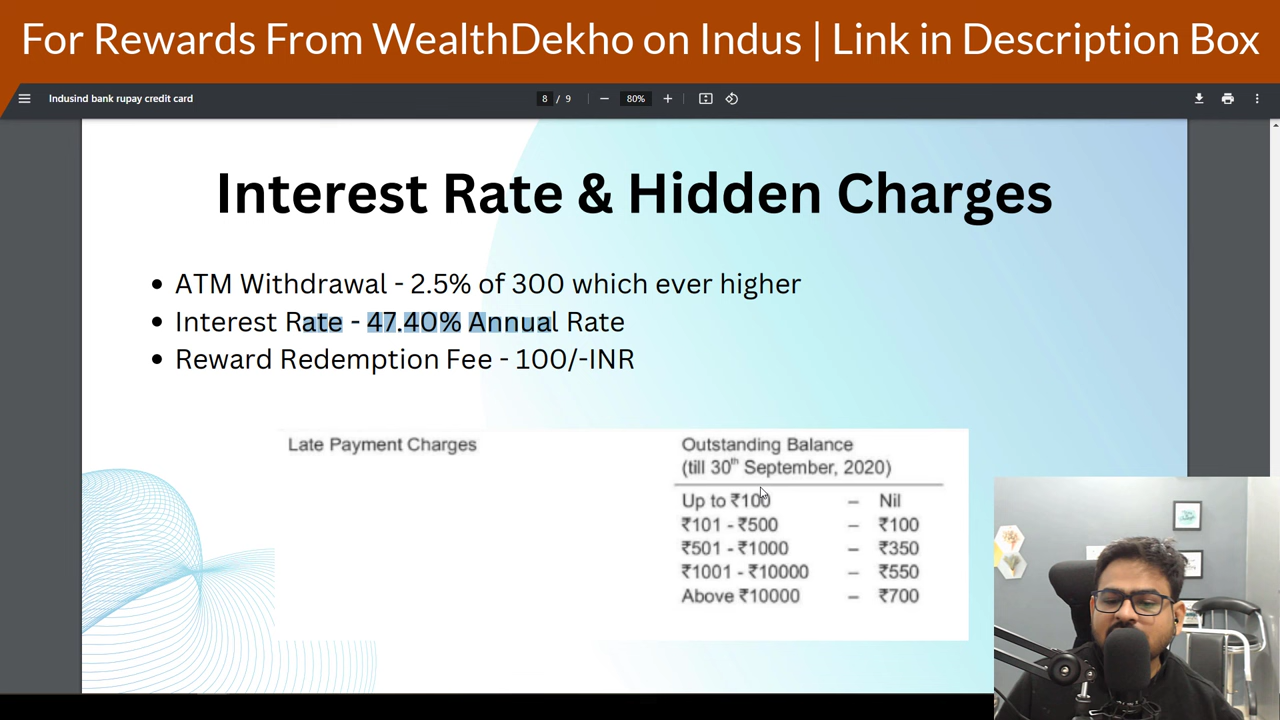 For Rewards From WealthDekho on Indus | Link in Description Box
Indusind bank rupay credit card
8 / 9
80%
Interest Rate & Hidden Charges
• ATM Withdrawal - 2.5% of 300 which ever higher
• Interest Rate - 47.40% Annual Rate
• Reward Redemption Fee - 100/-INR
Late Payment Charges
Outstanding Balance
(till 30th September, 2020)
Up to ₹100 – Nil
₹101 - ₹500 – ₹100
₹501 - ₹1000 – ₹350
₹1001 - ₹10000 – ₹550
Above ₹10000 – ₹700